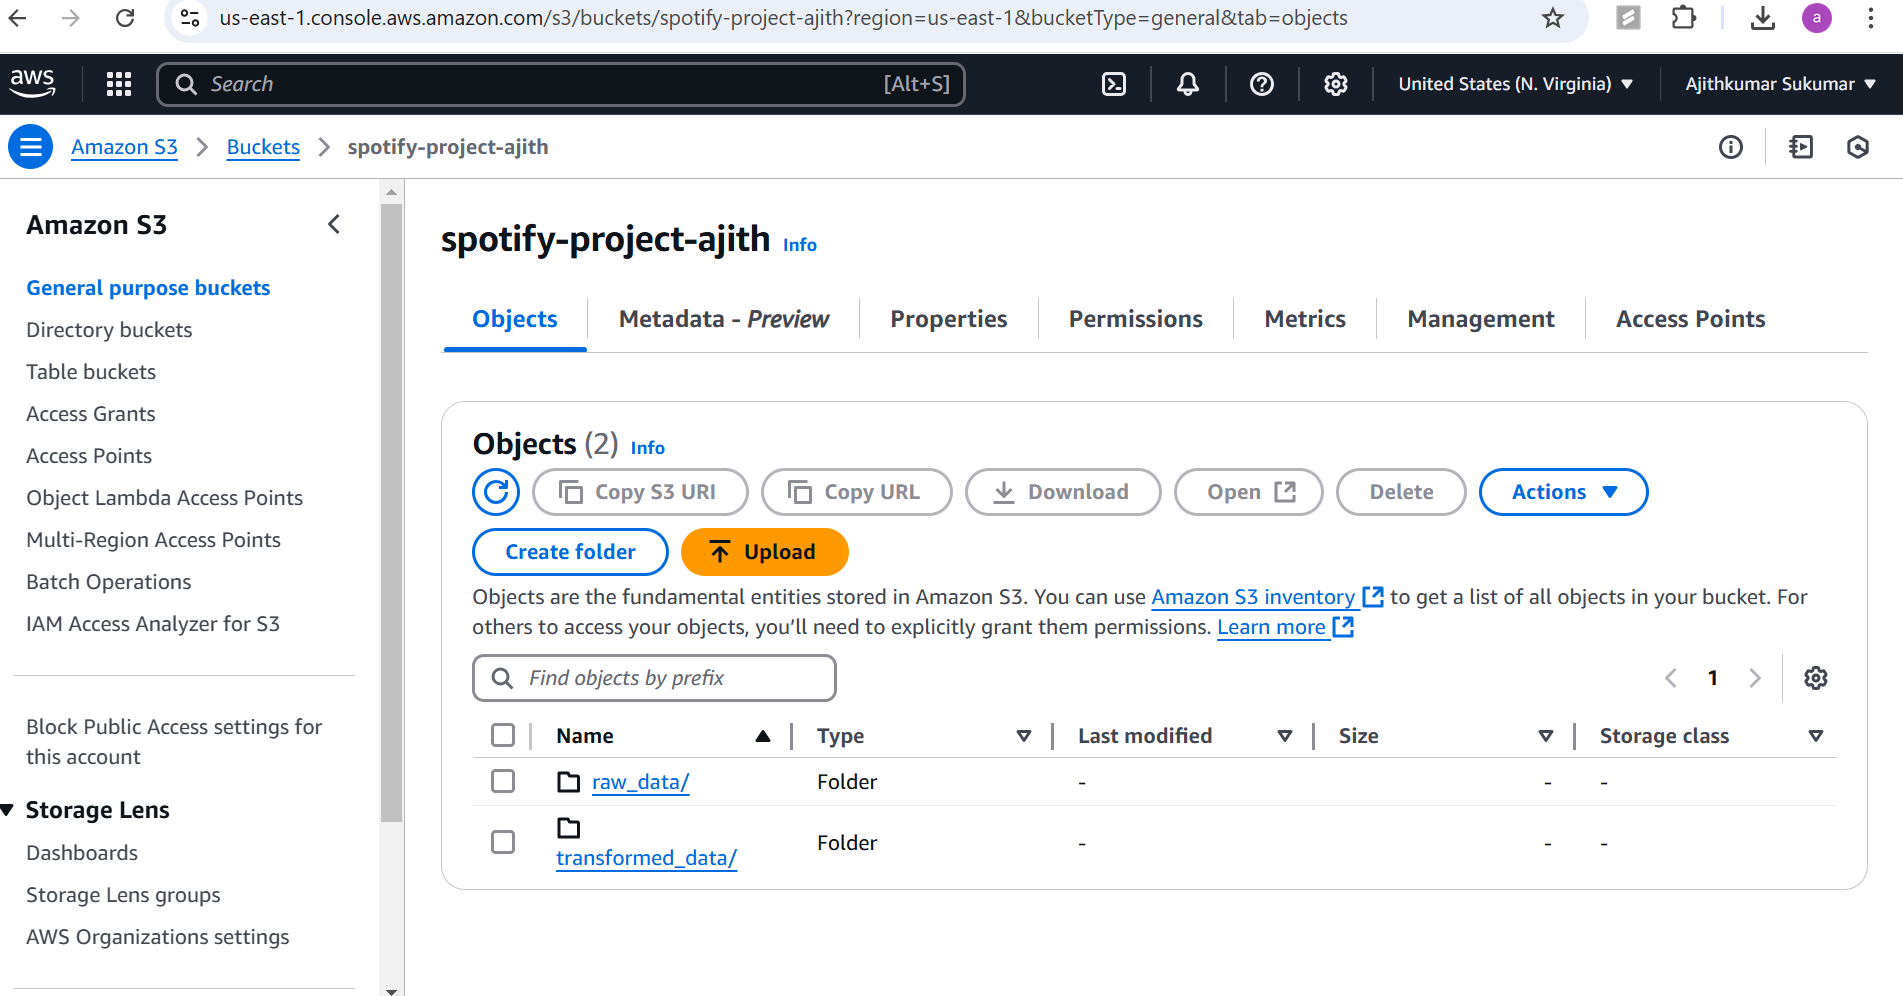 us-east-1.console.aws.amazon.com/s3/buckets/spotify-project-ajith?region=us-east-1&bucketType=general&tab=objects
a
aws
Search
[Alt+S]
United States (N. Virginia)
Ajithkumar Sukumar
Amazon S3
Buckets
spotify-project-ajith
Amazon S3
General purpose buckets
Directory buckets
Table buckets
Access Grants
Access Points
Object Lambda Access Points
Multi-Region Access Points
Batch Operations
IAM Access Analyzer for S3
Block Public Access settings for
this account
Storage Lens
Dashboards
Storage Lens groups
AWS Organizations settings
spotify-project-ajith Info
Objects
Metadata - Preview
Properties
Permissions
Metrics
Management
Access Points
Objects (2) Info
Copy S3 URI
Copy URL
Download
Open
Delete
Actions
Create folder
Upload
Objects are the fundamental entities stored in Amazon S3. You can use Amazon S3 inventory to get a list of all objects in your bucket. For
others to access your objects, you'll need to explicitly grant them permissions. Learn more
Find objects by prefix
1
Name Type Last modified Size Storage class
raw_data/ Folder - - -
transformed_data/ Folder - - -